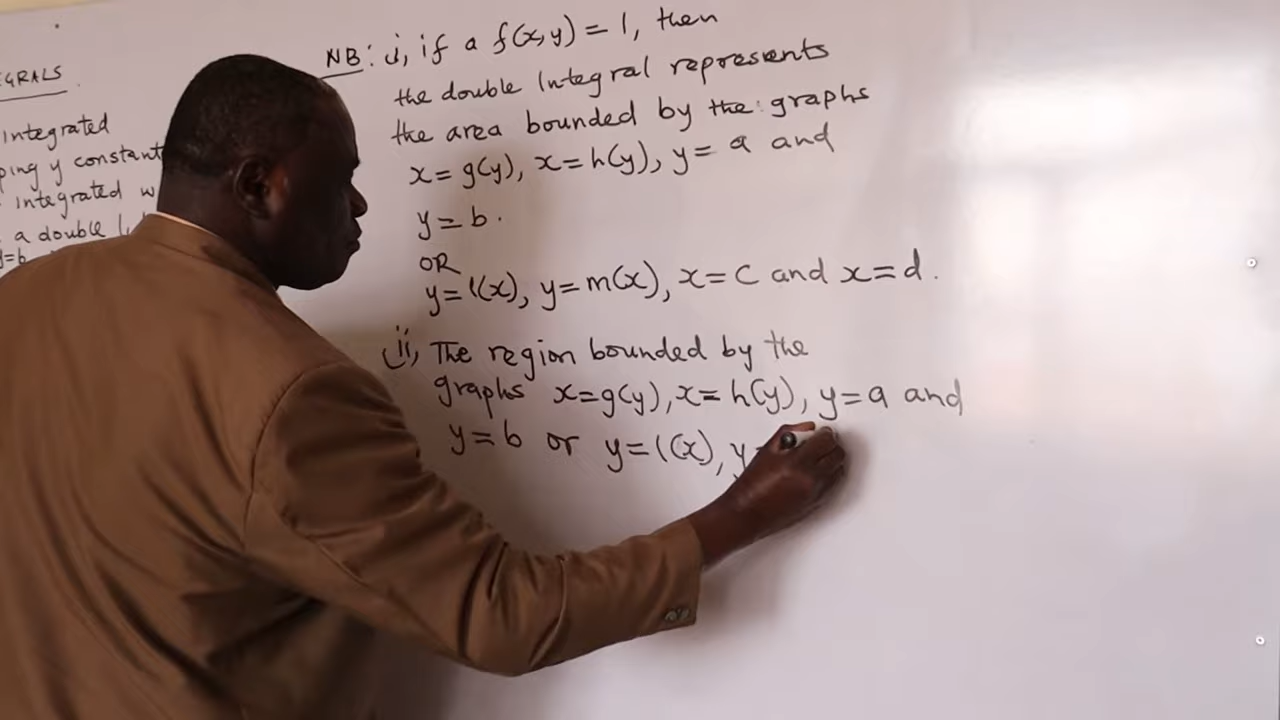 EGRALS
integrated
ping y constant
integrated w
a double
y=b
NB: i, if a f(x,y) = 1, then
the double Integral represents
the area bounded by the graphs
x = g(y), x = h(y), y = a and
y = b.
OR
y = l(x), y = m(x), x = c and x = d.
ii, The region bounded by the
graphs x = g(y), x = h(y), y = a and
y = b or y = l(x), y =